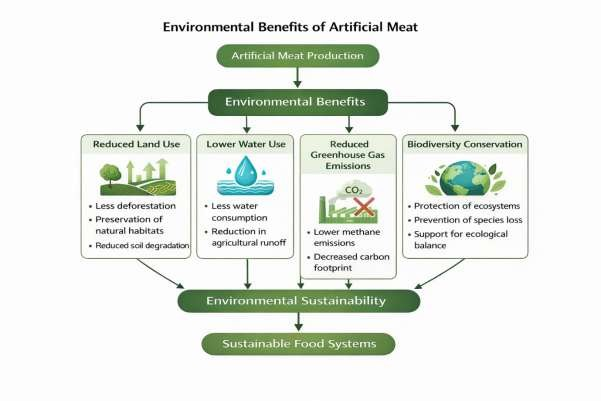 Environmental Benefits of Artificial Meat
Artificial Meat Production
Environmental Benefits
Reduced Land Use
• Less deforestation
• Preservation of
natural habitats
• Reduced soil degradation
Lower Water Use
• Less water
consumption
• Reduction in
agricultural runoff
Reduced
Greenhouse Gas
Emissions
CO₂
• Lower methane
emissions
• Decreased carbon
footprint
Biodiversity Conservation
• Protection of ecosystems
• Prevention of species loss
• Support for ecological
balance
Environmental Sustainability
Sustainable Food Systems